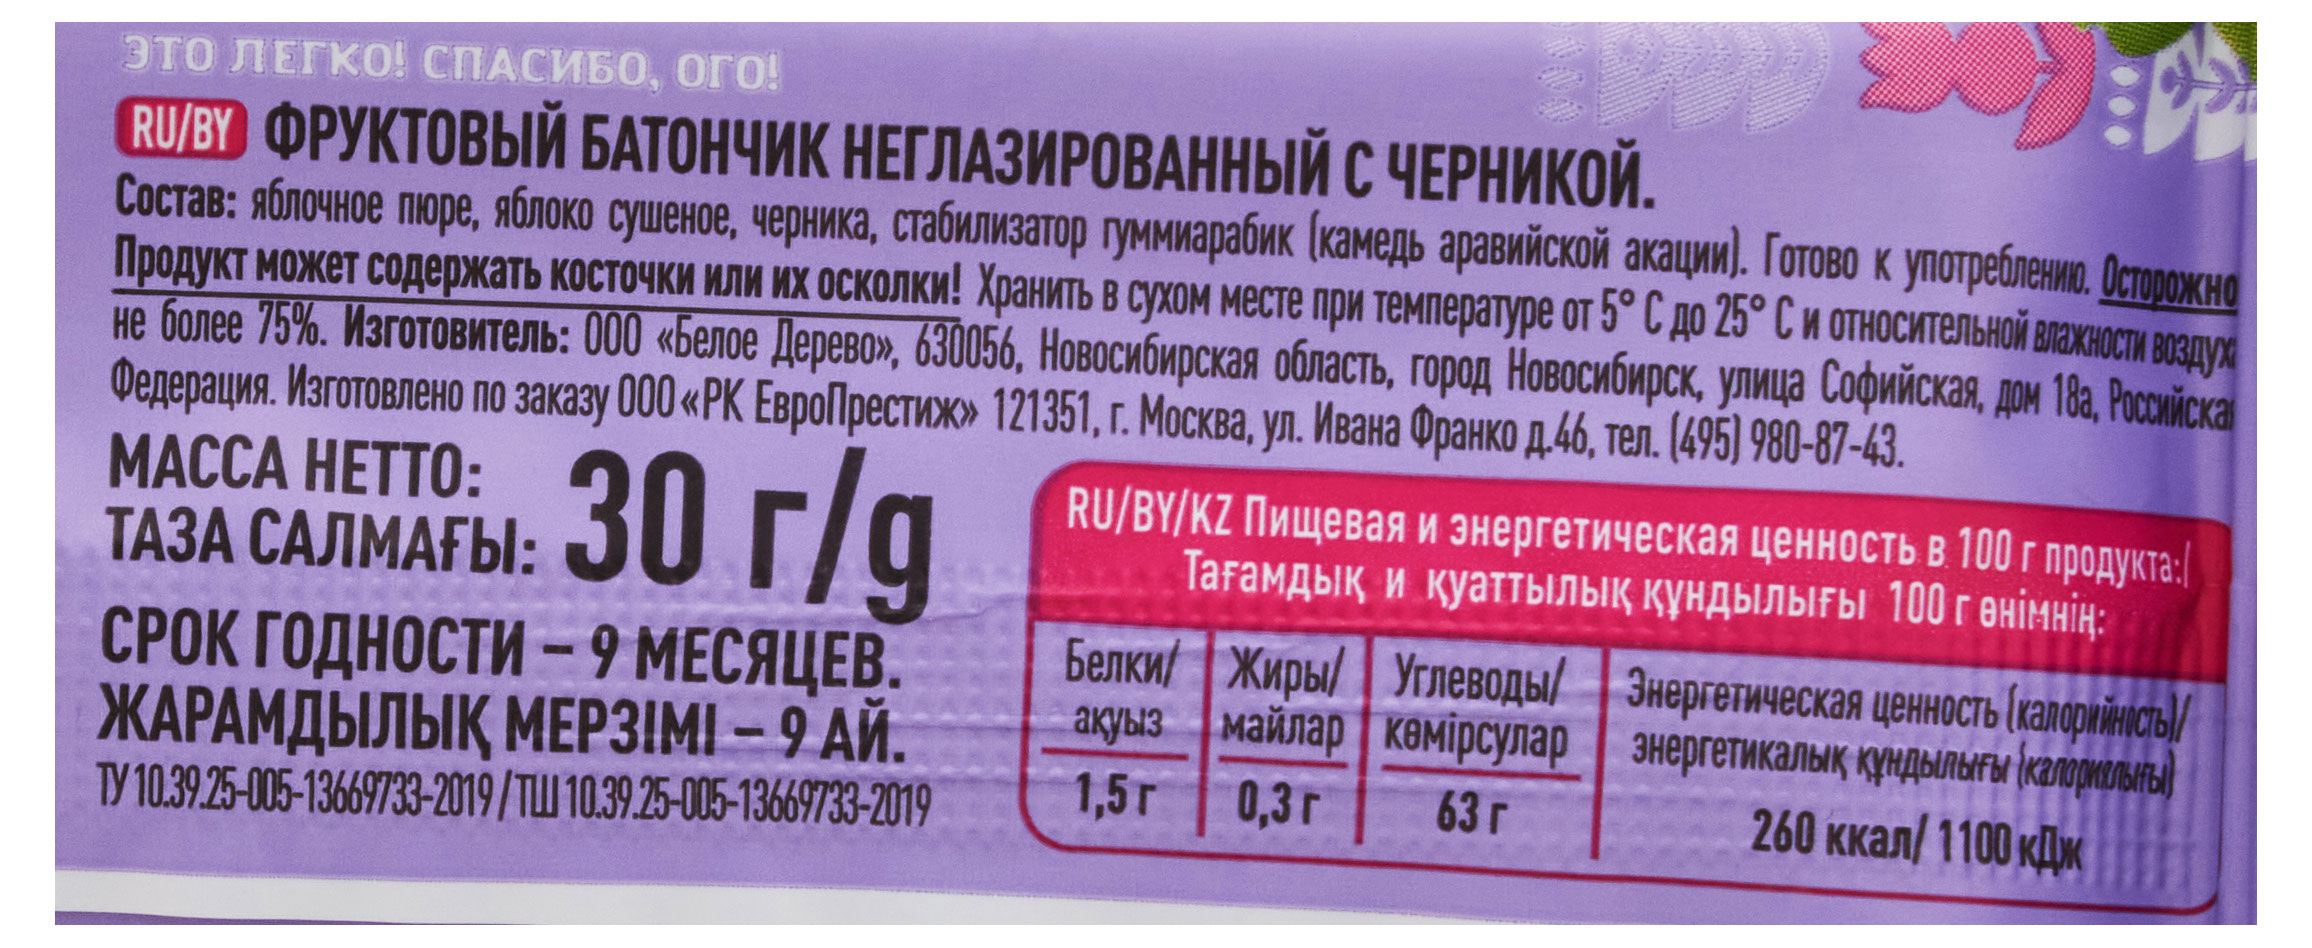 ЭТО ЛЕГКО! СПАСИБО, ОГО!
RU/BY ФРУКТОВЫЙ БАТОНЧИК НЕГЛАЗИРОВАННЫЙ С ЧЕРНИКОЙ.
Состав: яблочное пюре, яблоко сушеное, черника, стабилизатор гуммиарабик (камедь аравийской акации). Готово к употреблению. Осторожно
Продукт может содержать косточки или их осколки! Хранить в сухом месте при температуре от 5° С до 25° С и относительной влажности воздуха
не более 75%. Изготовитель: ООО «Белое Дерево», 630056, Новосибирская область, город Новосибирск, улица Софийская, дом 18а, Российская
Федерация. Изготовлено по заказу ООО «РК ЕвроПрестиж» 121351, г. Москва, ул. Ивана Франко д.46, тел. (495) 980-87-43.
МАССА НЕТТО:
ТАЗА САЛМАҒЫ: 30 г/g
СРОК ГОДНОСТИ – 9 МЕСЯЦЕВ.
ЖАРАМДЫЛЫҚ МЕРЗІМІ – 9 АЙ.
ТУ 10.39.25-005-13669733-2019 / ТШ 10.39.25-005-13669733-2019
RU/BY/KZ Пищевая и энергетическая ценность в 100 г продукта:/
Тағамдық и қуаттылық құндылығы 100 г өнімнің:
Белки/ Жиры/ Углеводы/ Энергетическая ценность (калорийность)/
ақуыз майлар көмірсулар энергетикалық құндылығы (калориялығы)
1,5 г 0,3 г 63 г 260 ккал/ 1100 кДж